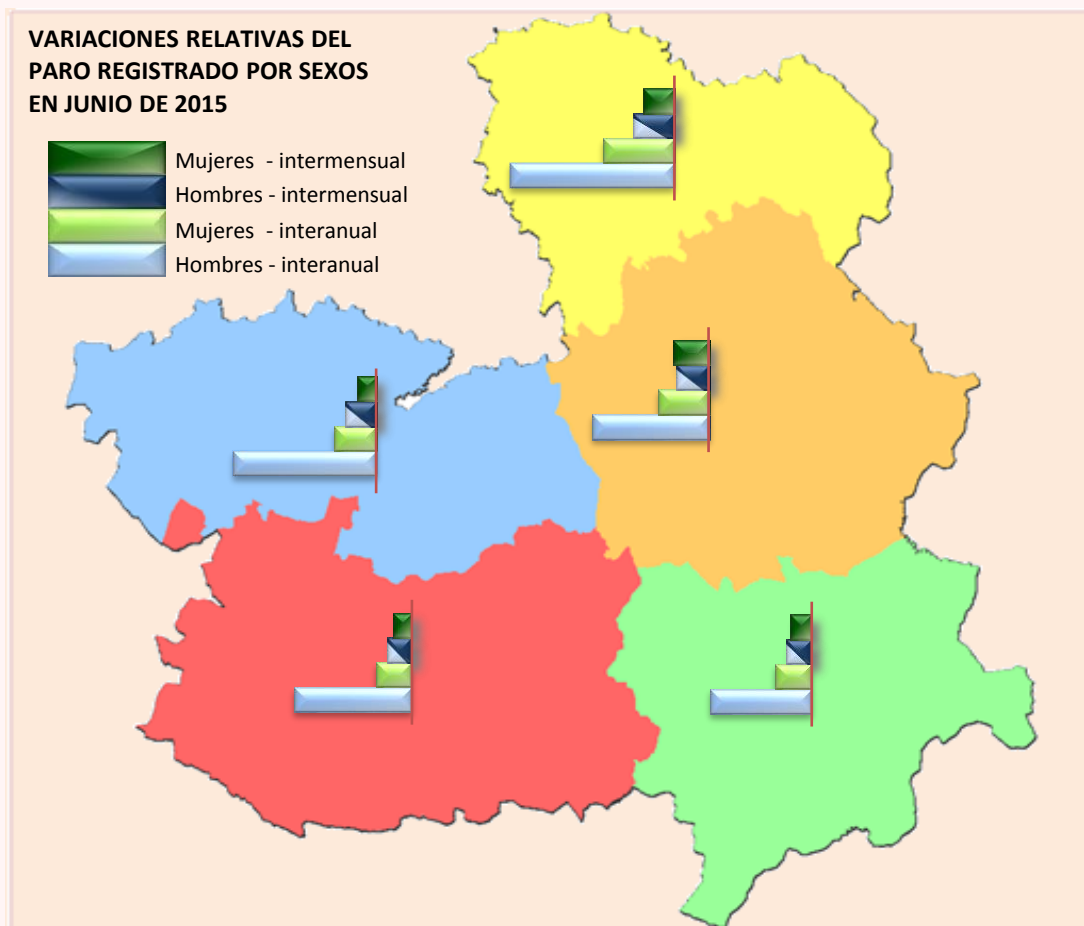 VARIACIONES RELATIVAS DEL
PARO REGISTRADO POR SEXOS
EN JUNIO DE 2015
Mujeres - intermensual
Hombres - intermensual
Mujeres - interanual
Hombres - interanual